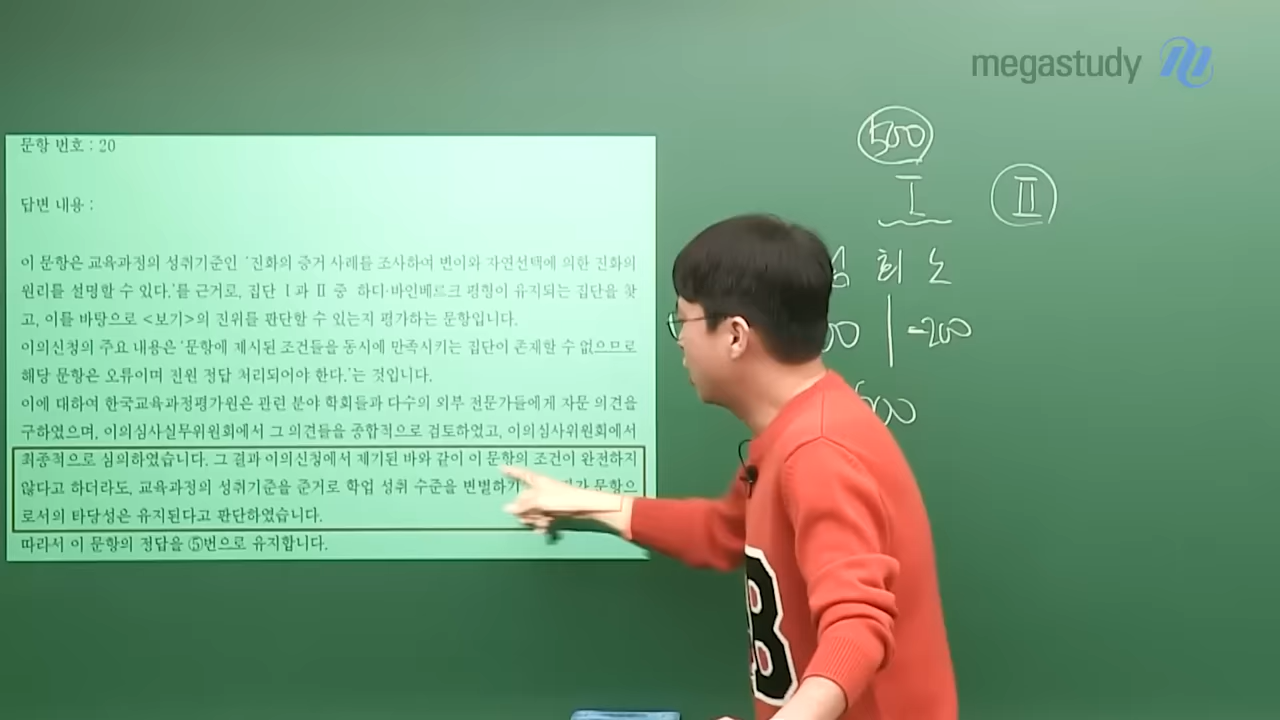 megastudy
문항 번호 : 20
답변 내용 :
이 문항은 교육과정의 성취기준인 '진화의 증거 사례를 조사하여 변이와 자연선택에 의한 진화의
원리를 설명할 수 있다.'를 근거로, 집단 Ⅰ과 Ⅱ 중 하디·바인베르크 평형이 유지되는 집단을 찾
고, 이를 바탕으로 <보기>의 진위를 판단할 수 있는지 평가하는 문항입니다.
이의신청의 주요 내용은 '문항에 제시된 조건들을 동시에 만족시키는 집단이 존재할 수 없으므로
해당 문항은 오류이며 전원 정답 처리되어야 한다.'는 것입니다.
이에 대하여 한국교육과정평가원은 관련 분야 학회들과 다수의 외부 전문가들에게 자문 의견을
구하였으며, 이의심사실무위원회에서 그 의견들을 종합적으로 검토하였고, 이의심사위원회에서
최종적으로 심의하였습니다. 그 결과 이의신청에서 제기된 바와 같이 이 문항의 조건이 완전하지
않다고 하더라도, 교육과정의 성취기준을 준거로 학업 성취 수준을 변별하기 문항으
로서의 타당성은 유지된다고 판단하였습니다.
따라서 이 문항의 정답을 ⑤번으로 유지합니다.
500
Ⅰ Ⅱ
회 노
-200